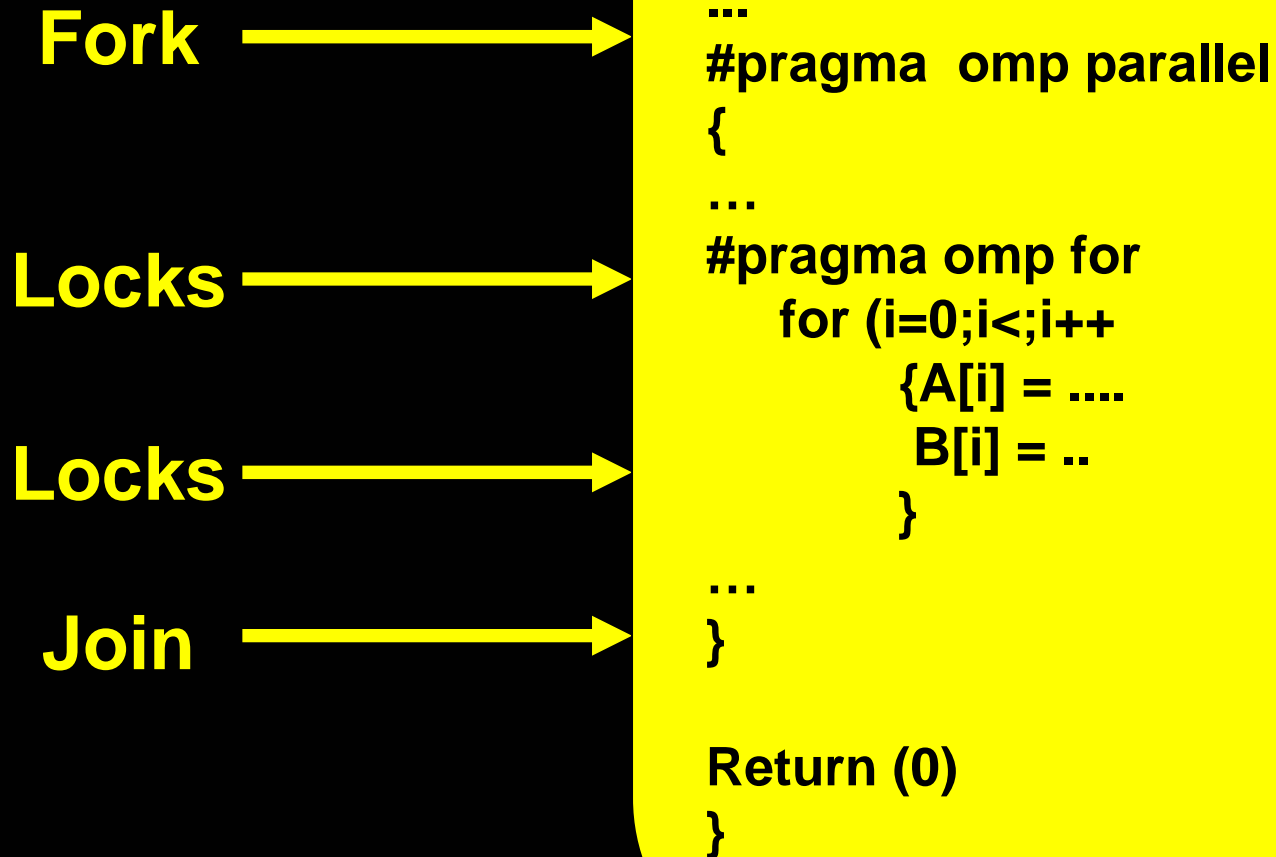 Fork
Locks
Locks
Join
...
#pragma  omp parallel
{
…
#pragma omp for
for (i=0;i<;i++
{A[i] = ....
B[i] = ..
}
…
}
Return (0)
}